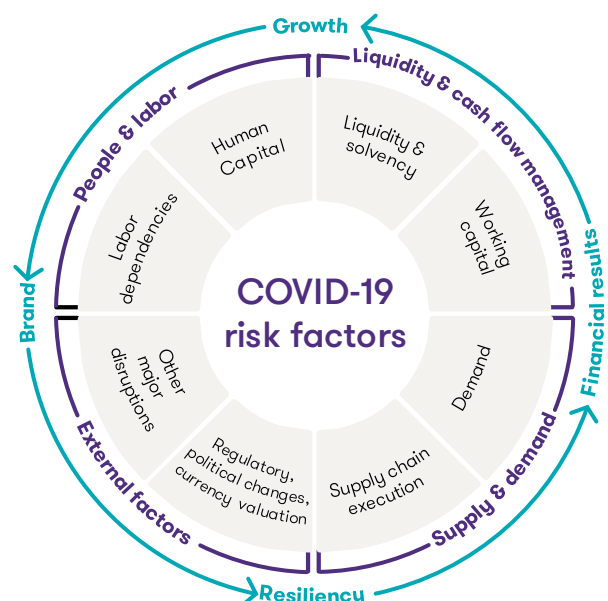 Growth
Liquidity & cash flow management
People & labor
Human
Capital
Liquidity &
solvency
Labor
dependencies
Working
capital
COVID-19
risk factors
Brand
Financial results
Other
major
disruptions
Demand
Regulatory,
political changes,
currency valuation
Supply chain
execution
External factors
Supply & demand
Resiliency